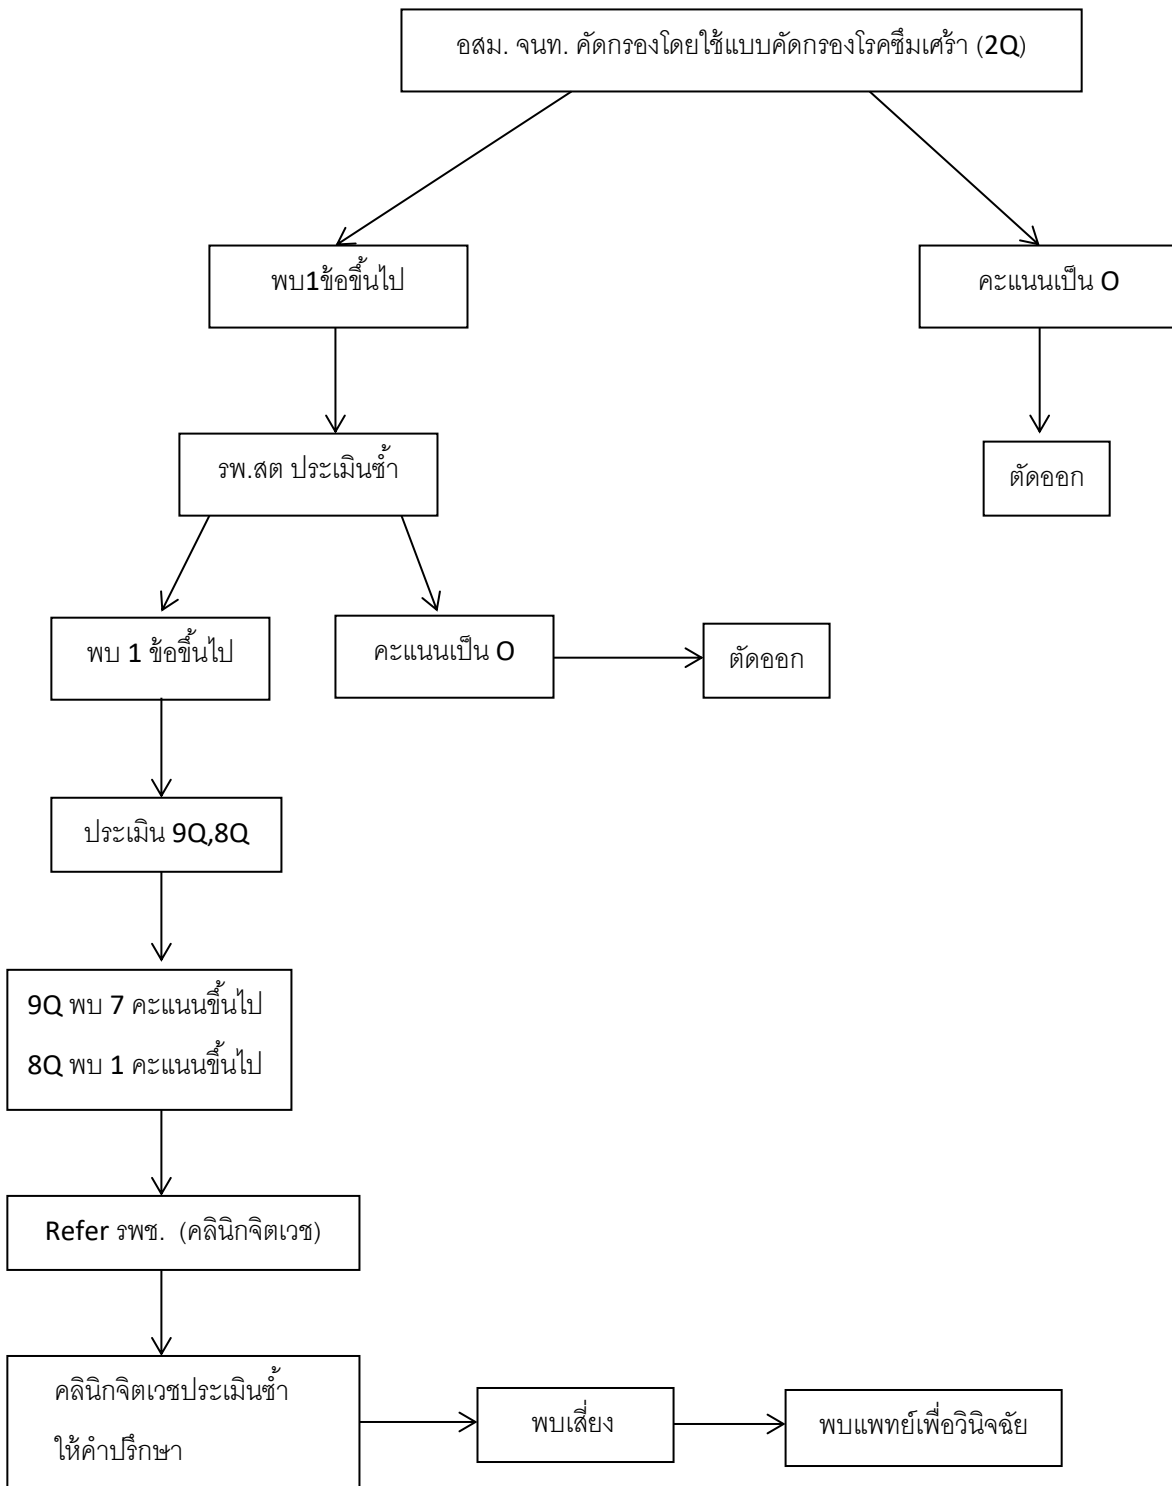 อสม. จนท. คัดกรองโดยใช้แบบคัดกรองโรคซึมเศร้า (2Q)
พบ1ข้อขึ้นไป
คะแนนเป็น O
รพ.สต ประเมินซ้ำ
ตัดออก
พบ 1 ข้อขึ้นไป
คะแนนเป็น O
ตัดออก
ประเมิน 9Q,8Q
9Q พบ 7 คะแนนขึ้นไป
8Q พบ 1 คะแนนขึ้นไป
Refer รพช. (คลินิกจิตเวช)
คลินิกจิตเวชประเมินซ้ำ
ให้คำปรึกษา
พบเสี่ยง
พบแพทย์เพื่อวินิจฉัย